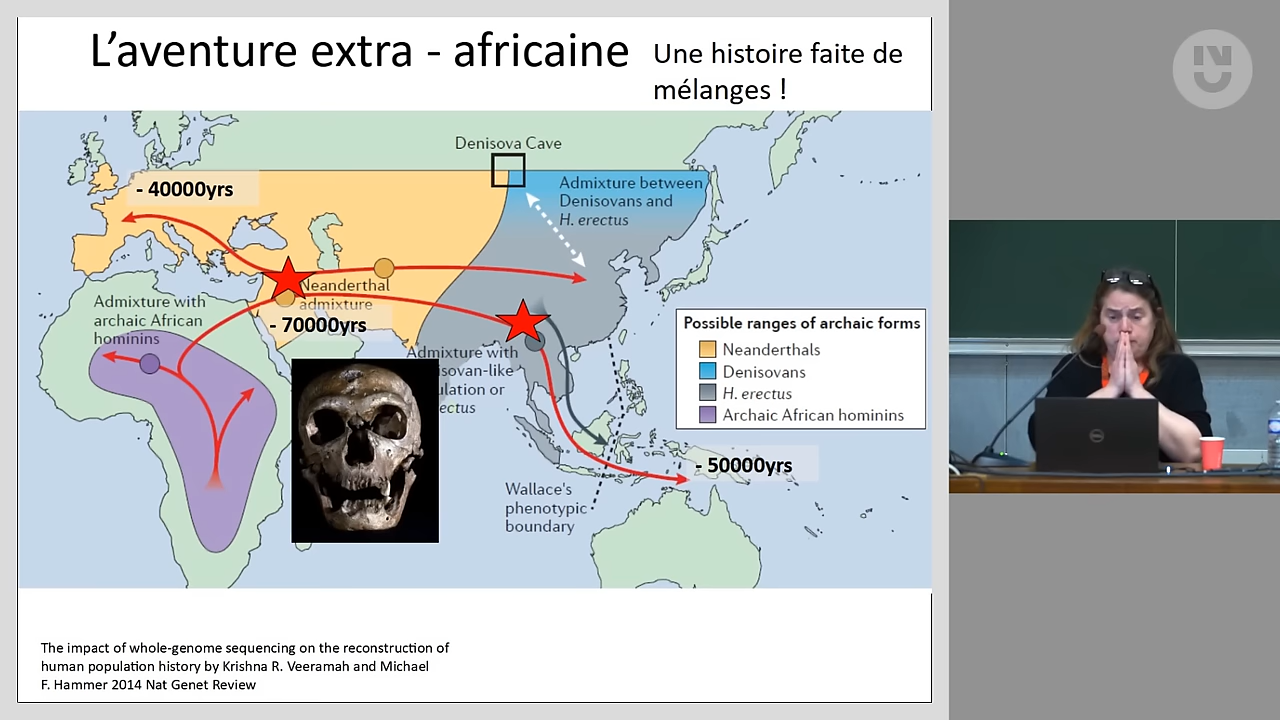 L’aventure extra - africaine
Une histoire faite de
mélanges !
Denisova Cave
- 40000yrs
Admixture between
Denisovans and
H. erectus
Neanderthal
admixture
- 70000yrs
Admixture with
archaic African
hominins
Admixture with
Possible ranges of archaic forms
Neanderthals
Denisovans
H. erectus
Archaic African hominins
- 50000yrs
Wallace's
phenotypic
boundary
The impact of whole-genome sequencing on the reconstruction of
human population history by Krishna R. Veeramah and Michael
F. Hammer 2014 Nat Genet Review